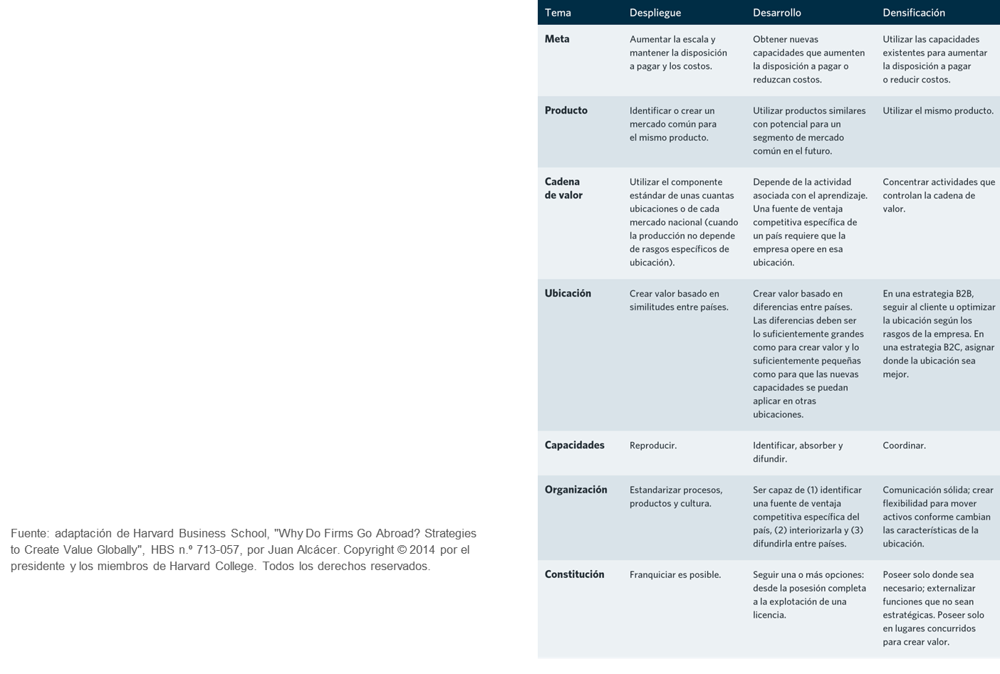 Fuente: adaptación de Harvard Business School, "Why Do Firms Go Abroad? Strategies
to Create Value Globally", HBS n.º 713-057, por Juan Alcácer. Copyright © 2014 por el
presidente y los miembros de Harvard College. Todos los derechos reservados.
Tema Despliegue Desarrollo Densificación
Meta
Aumentar la escala y
mantener la disposición
a pagar y los costos.
Obtener nuevas
capacidades que aumenten
la disposición a pagar o
reduzcan costos.
Utilizar las capacidades
existentes para aumentar
la disposición a pagar
o reducir costos.
Producto
Identificar o crear un
mercado común para
el mismo producto.
Utilizar productos similares
con potencial para un
segmento de mercado
común en el futuro.
Utilizar el mismo producto.
Cadena
de valor
Utilizar el componente
estándar de unas cuantas
ubicaciones o de cada
mercado nacional (cuando
la producción no depende
de rasgos específicos de
ubicación).
Depende de la actividad
asociada con el aprendizaje.
Una fuente de ventaja
competitiva específica de
un país requiere que la
empresa opere en esa
ubicación.
Concentrar actividades que
controlan la cadena de
valor.
Ubicación
Crear valor basado en
similitudes entre países.
Crear valor basado en
diferencias entre países.
Las diferencias deben ser
lo suficientemente grandes
como para crear valor y lo
suficientemente pequeñas
como para que las nuevas
capacidades se puedan
aplicar en otras
ubicaciones.
En una estrategia B2B,
seguir al cliente u optimizar
la ubicación según los
rasgos de la empresa. En
una estrategia B2C, asignar
donde la ubicación sea
mejor.
Capacidades
Reproducir.
Identificar, absorber y
difundir.
Coordinar.
Organización
Estandarizar procesos,
productos y cultura.
Ser capaz de (1) identificar
una fuente de ventaja
competitiva específica del
país, (2) interiorizarla y (3)
difundirla entre países.
Comunicación sólida; crear
flexibilidad para mover
activos conforme cambian
las características de la
ubicación.
Constitución
Franquiciar es posible.
Seguir una o más opciones:
desde la posesión completa
a la explotación de una
licencia.
Poseer solo donde sea
necesario; externalizar
funciones que no sean
estratégicas. Poseer solo
en lugares concurridos
para crear valor.